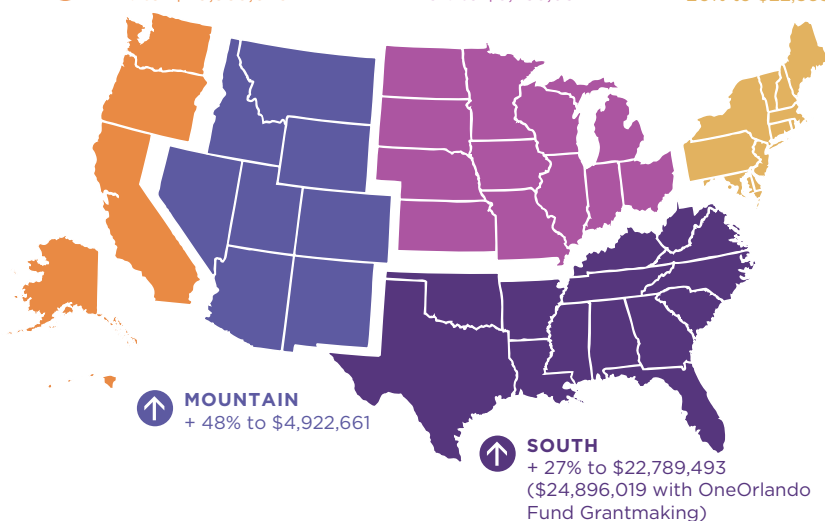 MOUNTAIN
+ 48% to $4,922,661
SOUTH
+ 27% to $22,789,493
($24,896,019 with OneOrlando
Fund Grantmaking)